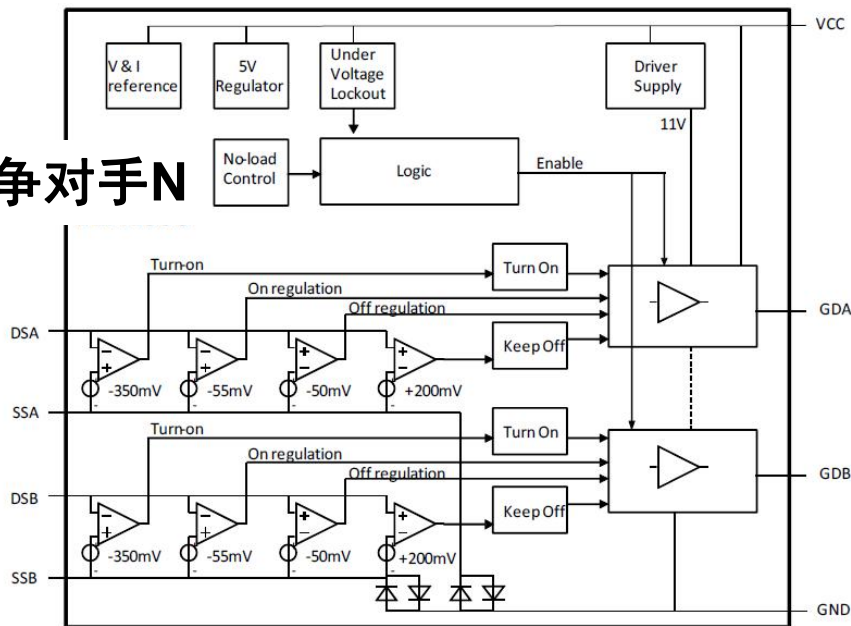 VCC
V & I
reference
5V
Regulator
Under
Voltage
Lockout
Driver
Supply
11V
争对手N
No-load
Control
Logic
Enable
Turn-on
Turn On
On regulation
Off regulation
GDA
DSA
Keep Off
-350mV
-55mV
-50mV
+200mV
SSA
Turn-on
Turn On
On regulation
Off regulation
GDB
DSB
Keep Off
-350mV
-55mV
-50mV
+200mV
SSB
GND